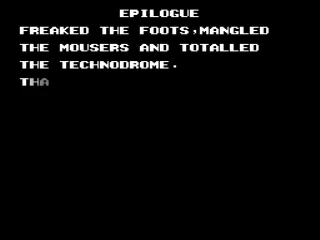 EPILOGUE
FREAKED THE FOOTS,MANGLED
THE MOUSERS AND TOTALLED
THE TECHNODROME.
THA